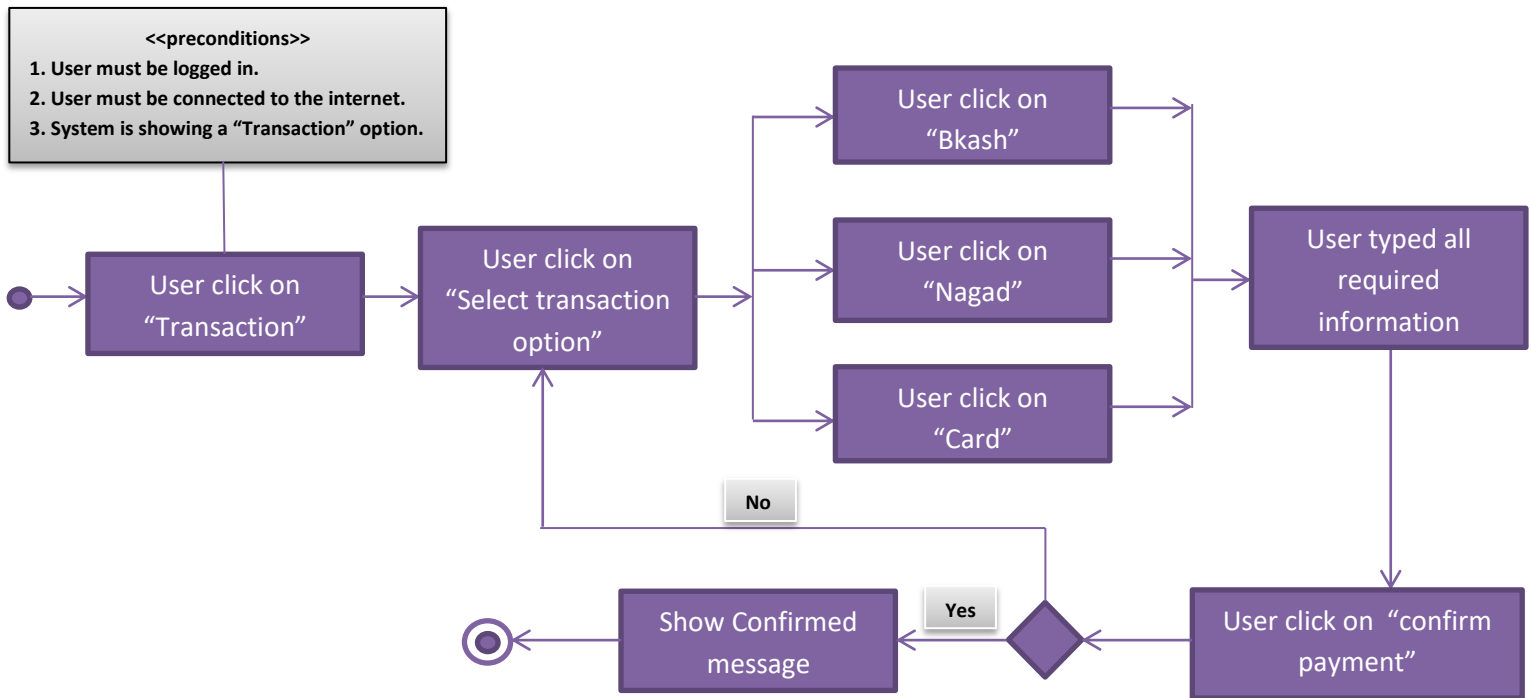 <<preconditions>>
1. User must be logged in.
2. User must be connected to the internet.
3. System is showing a “Transaction” option.
User click on
“Transaction”
User click on
“Select transaction
option”
User click on
“Bkash”
User click on
“Nagad”
User click on
“Card”
User typed all
required
information
No
Yes
Show Confirmed
message
User click on “confirm
payment”